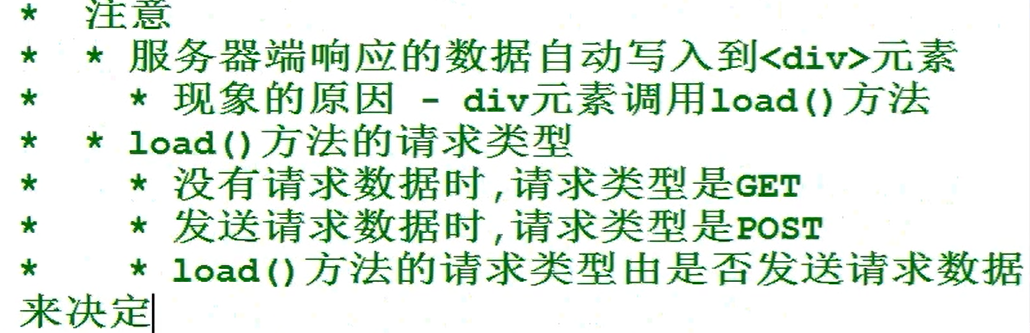 *  注意
*  * 服务器端响应的数据自动写入到<div>元素
*    * 现象的原因 - div元素调用load()方法
*  * load()方法的请求类型
*    * 没有请求数据时,请求类型是GET
*    * 发送请求数据时,请求类型是POST
*    * load()方法的请求类型由是否发送请求数据
来决定